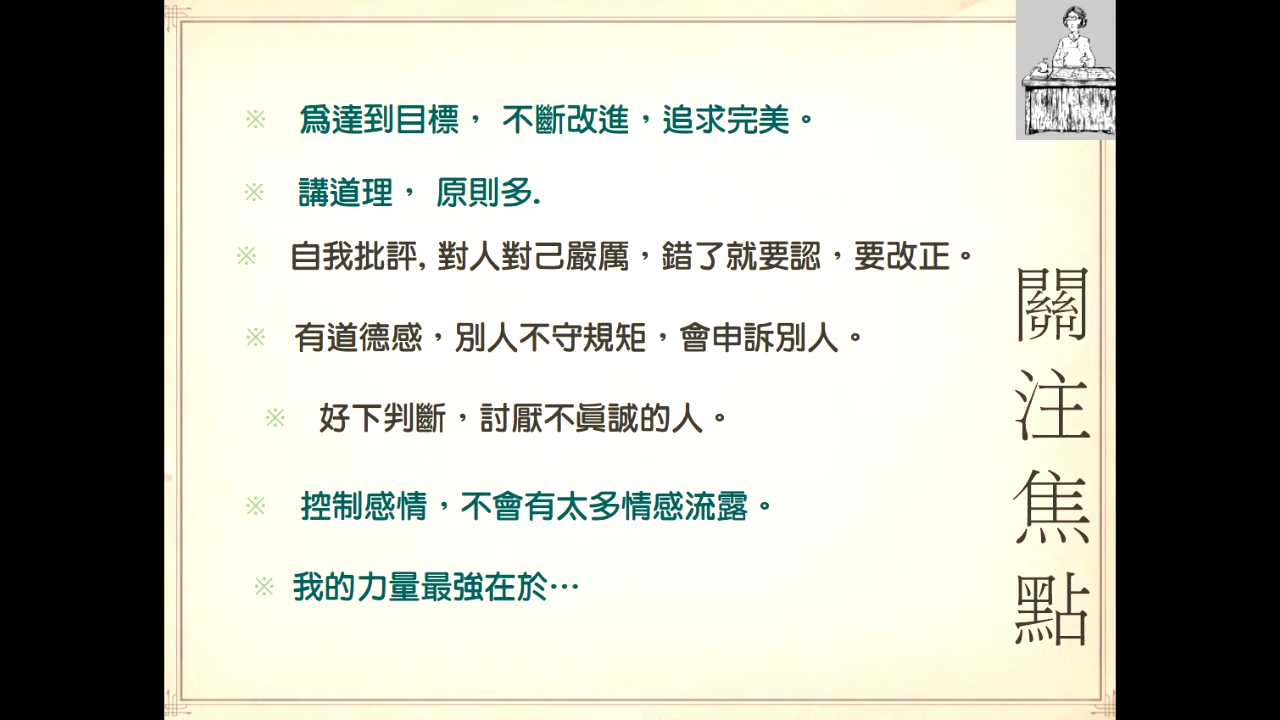 ※ 為達到目標， 不斷改進，追求完美。
※ 講道理， 原則多.
※ 自我批評, 對人對己嚴厲，錯了就要認，要改正。
※ 有道德感，別人不守規矩，會申訴別人。
※ 好下判斷，討厭不真誠的人。
※ 控制感情，不會有太多情感流露。
※ 我的力量最強在於…
關注焦點